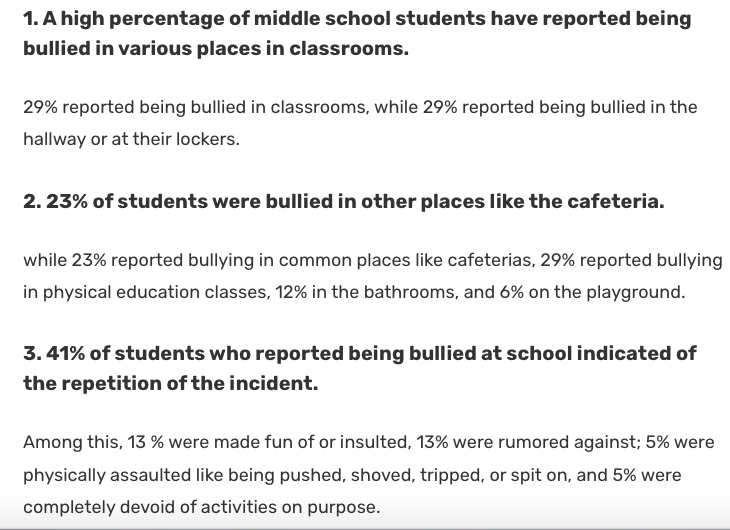 1. A high percentage of middle school students have reported being
bullied in various places in classrooms.
29% reported being bullied in classrooms, while 29% reported being bullied in the
hallway or at their lockers.
2. 23% of students were bullied in other places like the cafeteria.
while 23% reported bullying in common places like cafeterias, 29% reported bullying
in physical education classes, 12% in the bathrooms, and 6% on the playground.
3. 41% of students who reported being bullied at school indicated of
the repetition of the incident.
Among this, 13 % were made fun of or insulted, 13% were rumored against; 5% were
physically assaulted like being pushed, shoved, tripped, or spit on, and 5% were
completely devoid of activities on purpose.